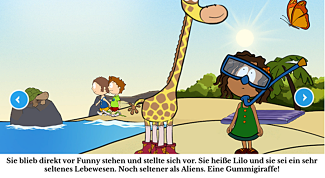 Sie blieb direkt vor Funny stehen und stellte sich vor. Sie heiße Lilo und sie sei ein sehr
seltenes Lebewesen. Noch seltener als Aliens. Eine Gummigiraffe!